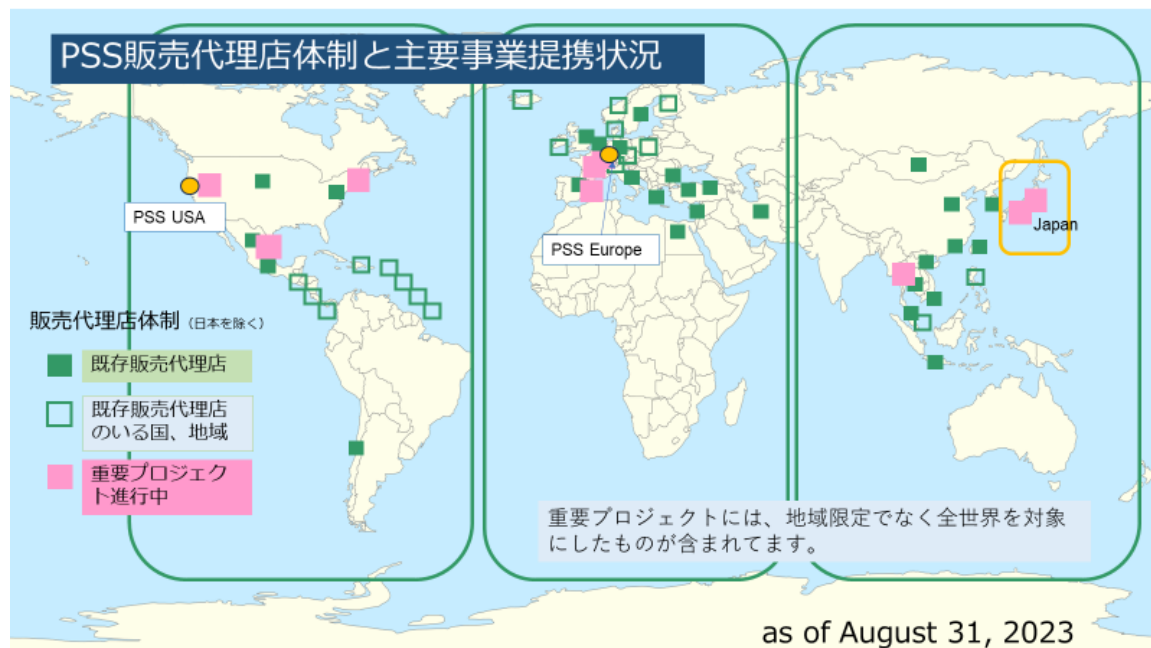 PSS販売代理店体制と主要事業提携状況
PSS USA
PSS Europe
Japan
販売代理店体制（日本を除く）
既存販売代理店
既存販売代理店
のいる国、地域
重要プロジェク
ト進行中
重要プロジェクトには、地域限定でなく全世界を対象
にしたものが含まれてます。
as of August 31, 2023